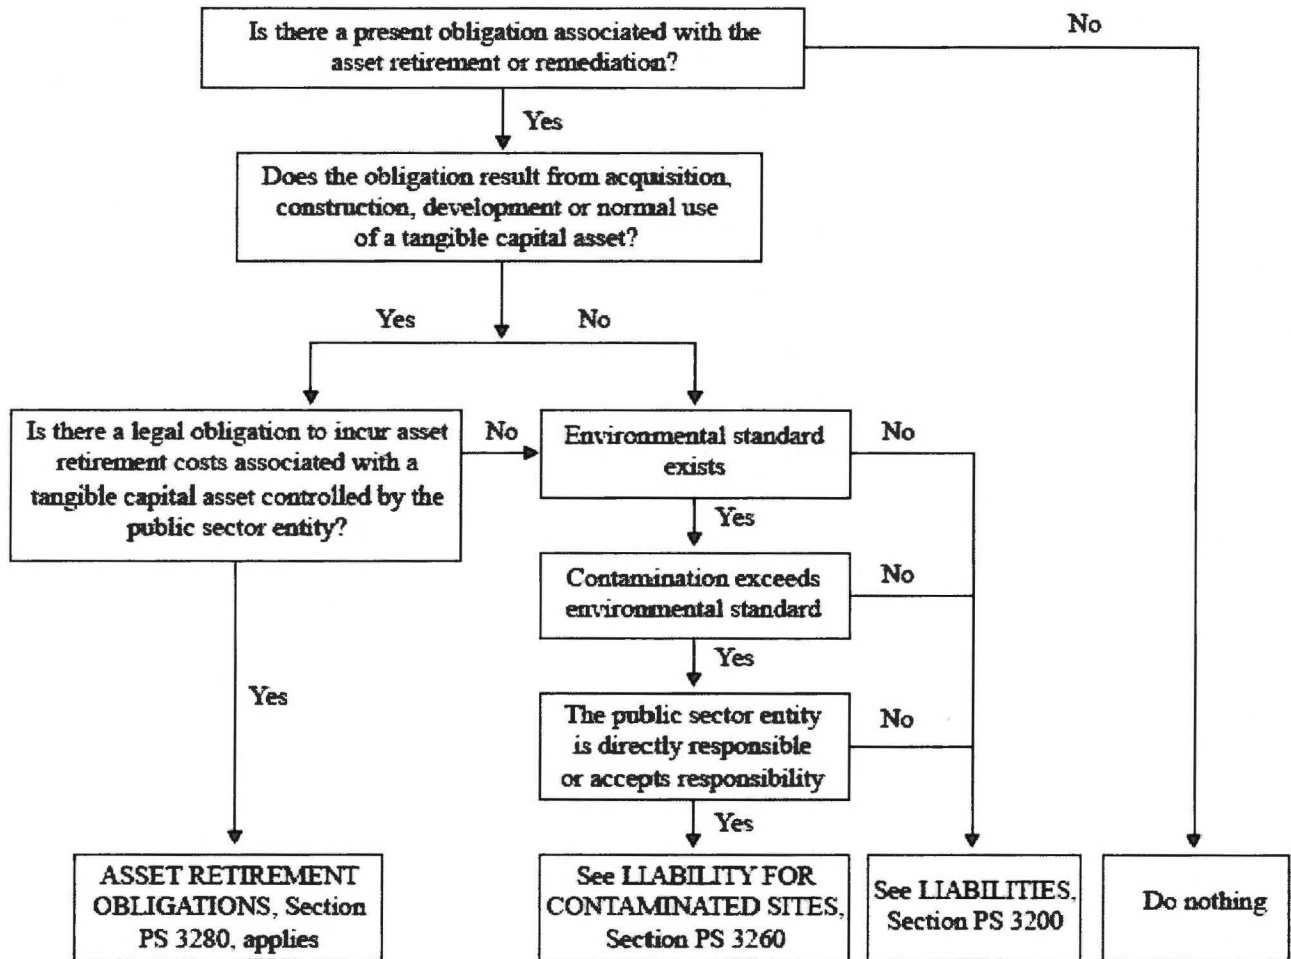 Is there a present obligation associated with the
asset retirement or remediation?
No
Yes
Does the obligation result from acquisition,
construction, development or normal use
of a tangible capital asset?
Yes
No
Is there a legal obligation to incur asset
retirement costs associated with a
tangible capital asset controlled by the
public sector entity?
No
Environmental standard
exists
No
Yes
Contamination exceeds
environmental standard
No
Yes
Yes
The public sector entity
is directly responsible
or accepts responsibility
No
Yes
ASSET RETIREMENT
OBLIGATIONS, Section
PS 3280, applies
See LIABILITY FOR
CONTAMINATED SITES,
Section PS 3260
See LIABILITIES,
Section PS 3200
Do nothing